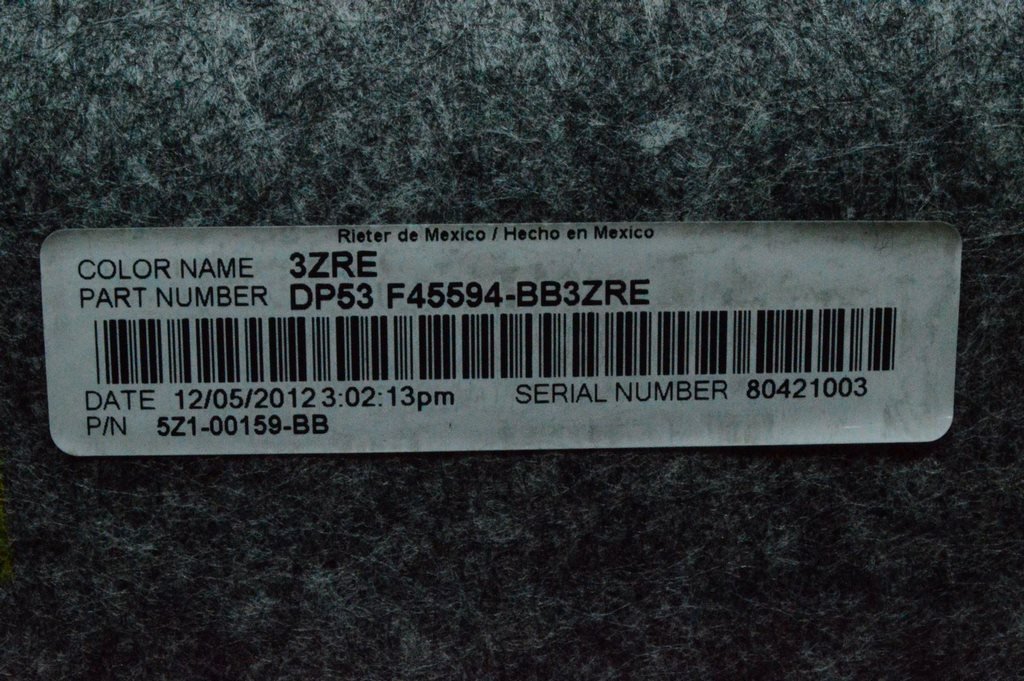 Rieter de Mexico / Hecho en Mexico
COLOR NAME 3ZRE
PART NUMBER DP53 F45594-BB3ZRE
DATE 12/05/2012 3:02:13pm SERIAL NUMBER 80421003
P/N 5Z1-00159-BB